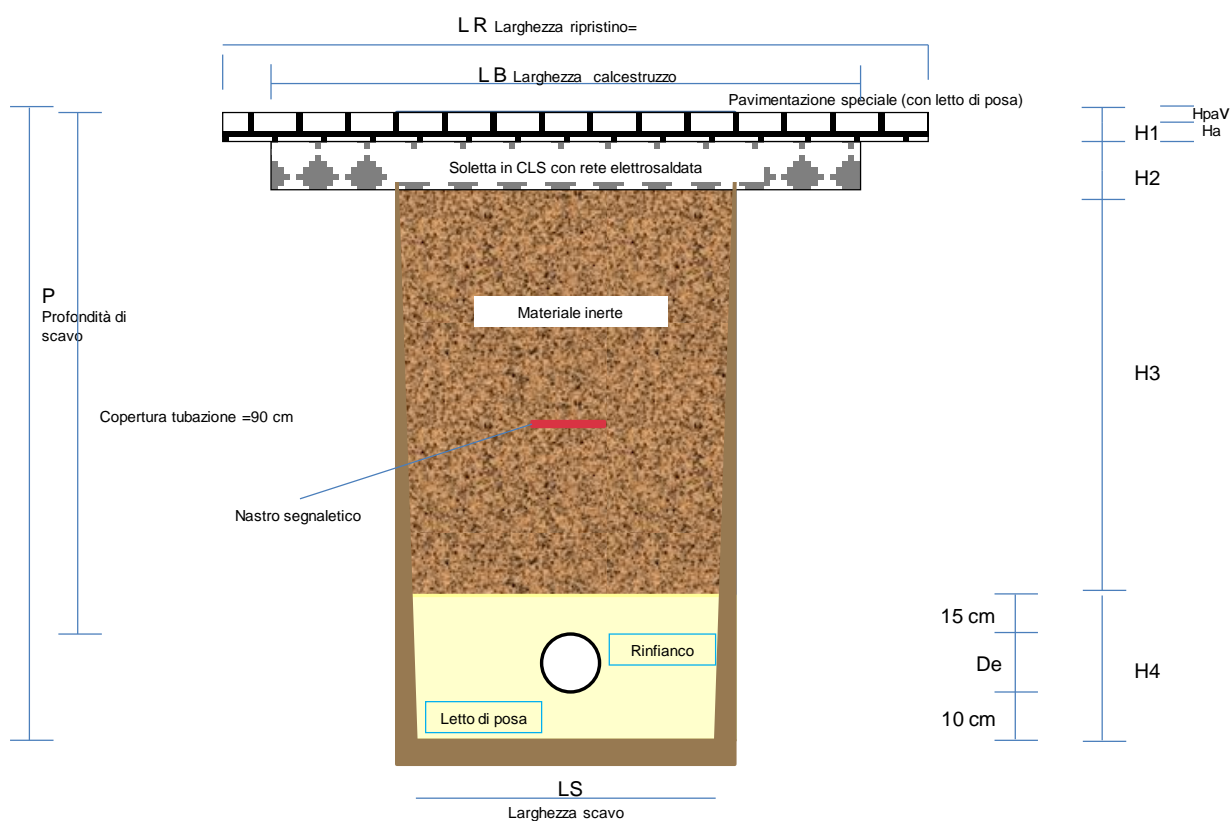 L R Larghezza ripristino=
L B Larghezza calcestruzzo
Pavimentazione speciale (con letto di posa)
HpaV
Ha
H1
Soletta in CLS con rete elettrosaldata
H2
P
Profondità di
scavo
Materiale inerte
H3
Copertura tubazione =90 cm
Nastro segnaletico
15 cm
Rinfianco
De
H4
Letto di posa
10 cm
LS
Larghezza scavo